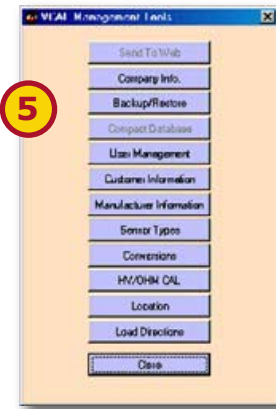 VCAL Management Tools
Send To Web
Company Info.
5
Backup/Restore
Compact Database
User Management
Customer Information
Manufacturer Information
Sensor Types
Conversions
HV/OHM CAL
Location
Load Directions
Close